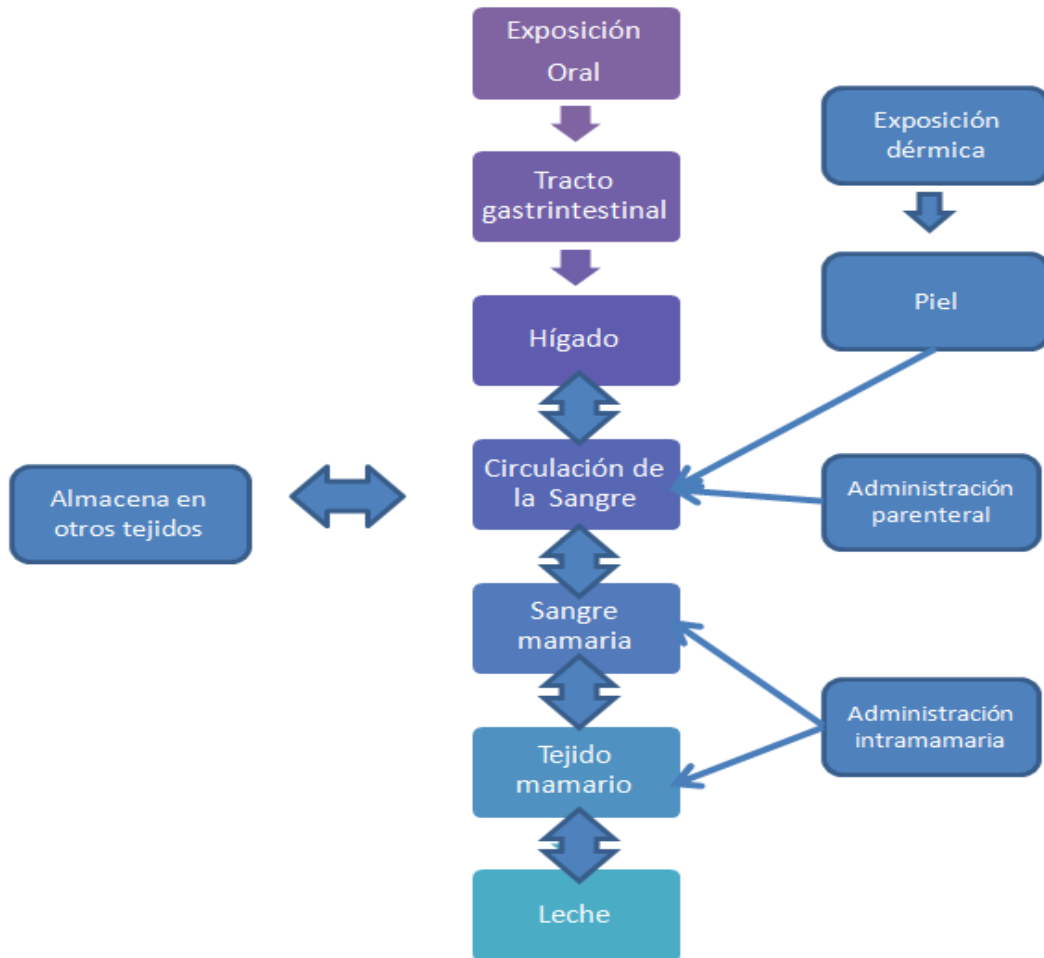 Exposición
Oral
Exposición
dérmica
Tracto
gastrintestinal
Piel
Hígado
Almacena en
otros tejidos
Circulación de
la Sangre
Administración
parenteral
Sangre
mamaria
Administración
intramamaria
Tejido
mamario
Leche